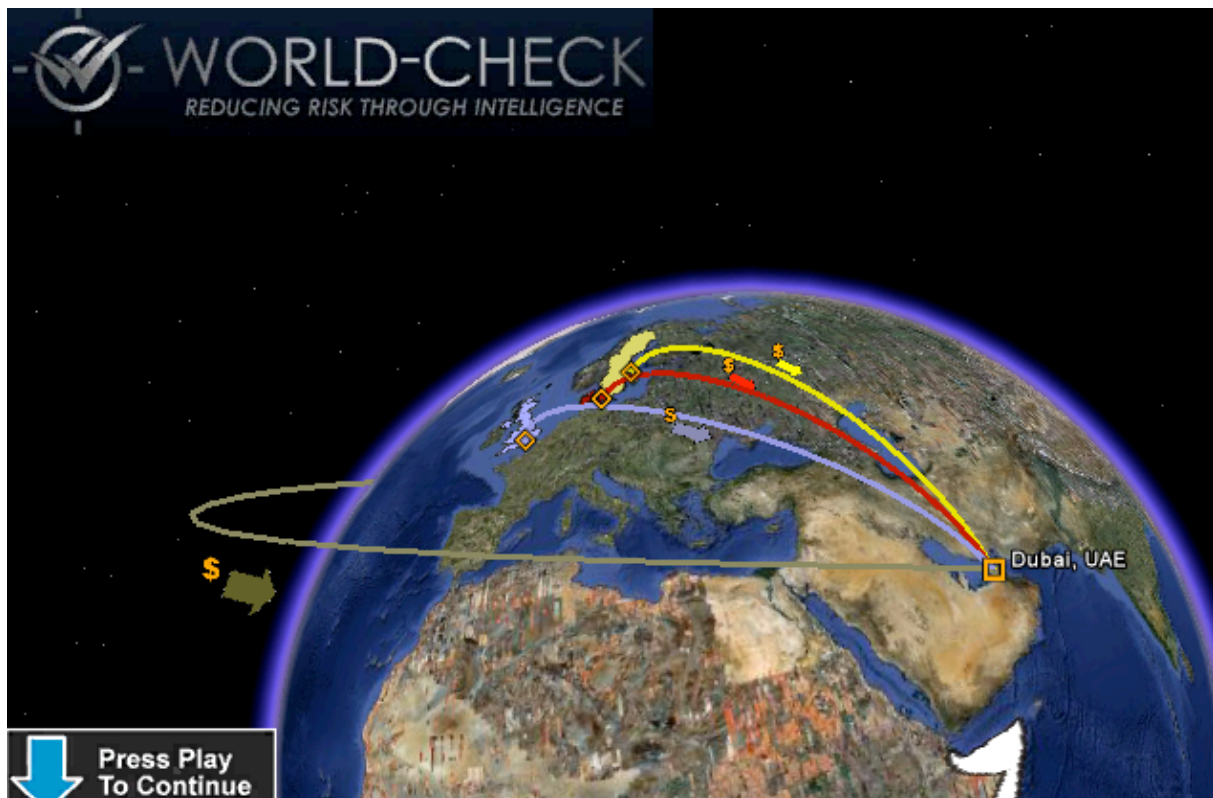 WORLD-CHECK
REDUCING RISK THROUGH INTELLIGENCE
$
$
$
$
Dubai, UAE
Press Play
To Continue